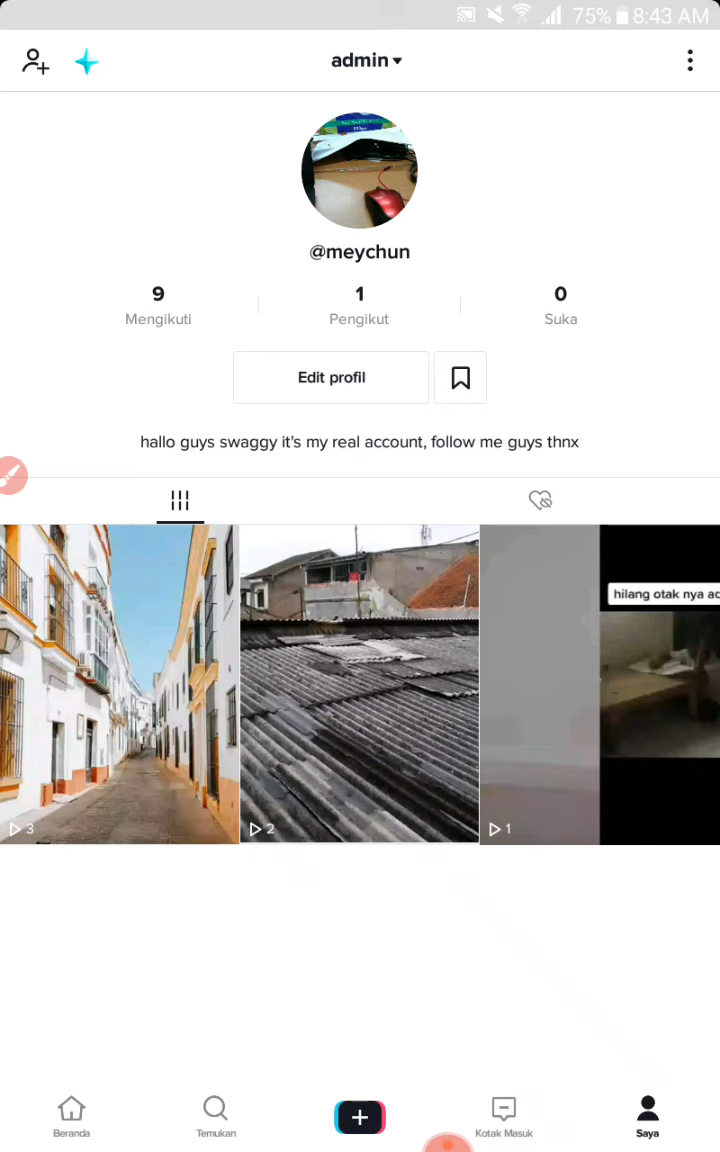 75% 8:43 AM
admin
@meychun
9 1 0
Mengikuti Pengikut Suka
Edit profil
hallo guys swaggy it's my real account, follow me guys thnx
hilang otak nya
3 2 1
Beranda Temukan Kotak Masuk Saya